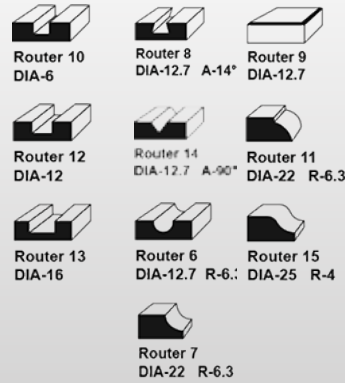 Router 10
DIA-6
Router 8
DIA-12.7 A-14°
Router 9
DIA-12.7
Router 12
DIA-12
Router 14
DIA-12.7 A-90°
Router 11
DIA-22 R-6.3
Router 13
DIA-16
Router 6
DIA-12.7 R-6.
Router 15
DIA-25 R-4
Router 7
DIA-22 R-6.3